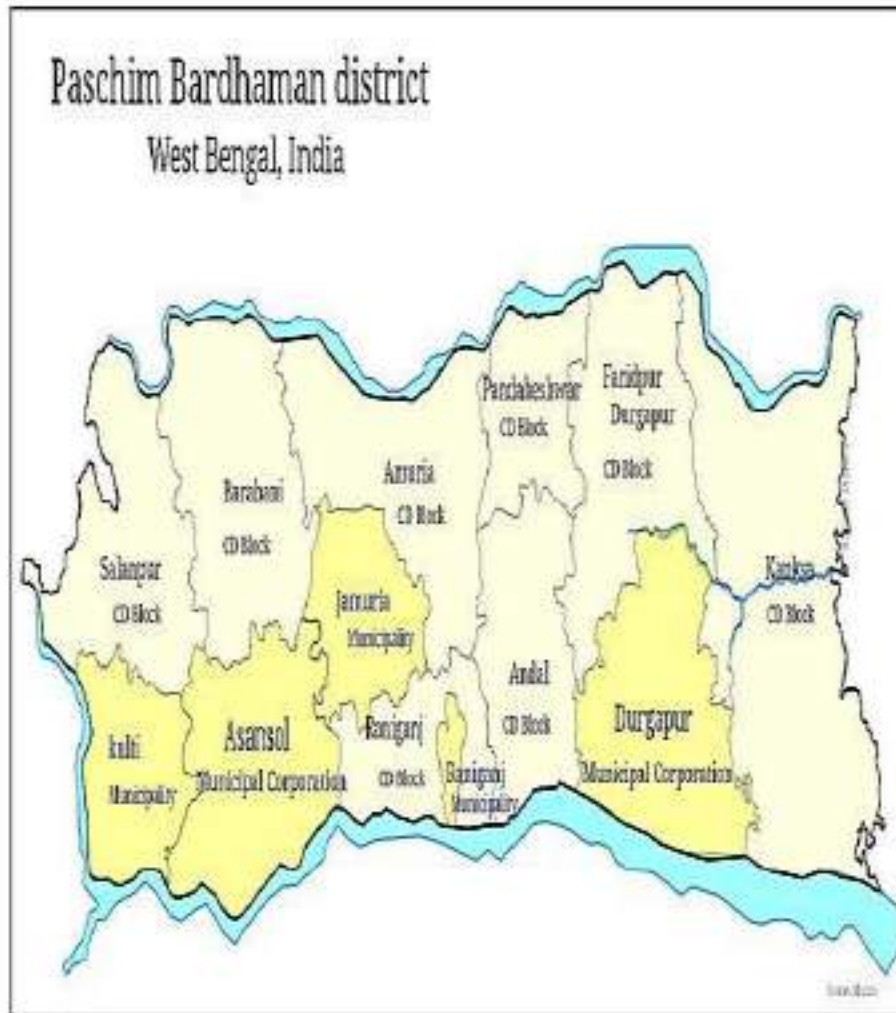 Paschim Bardhaman district
West Bengal, India
Pandabeshwar
CD Block
Faridpur
Durgapur
CD Block
Barabani
CD Block
Amuria
CD Block
Salanpur
CD Block
Jamuria
Municipality
Kanksa
CD Block
kulti
Municipality
Asansol
Municipal Corporation
Raniganj
CD Block
Raniganj
Municipality
Andal
CD Block
Durgapur
Municipal Corporation